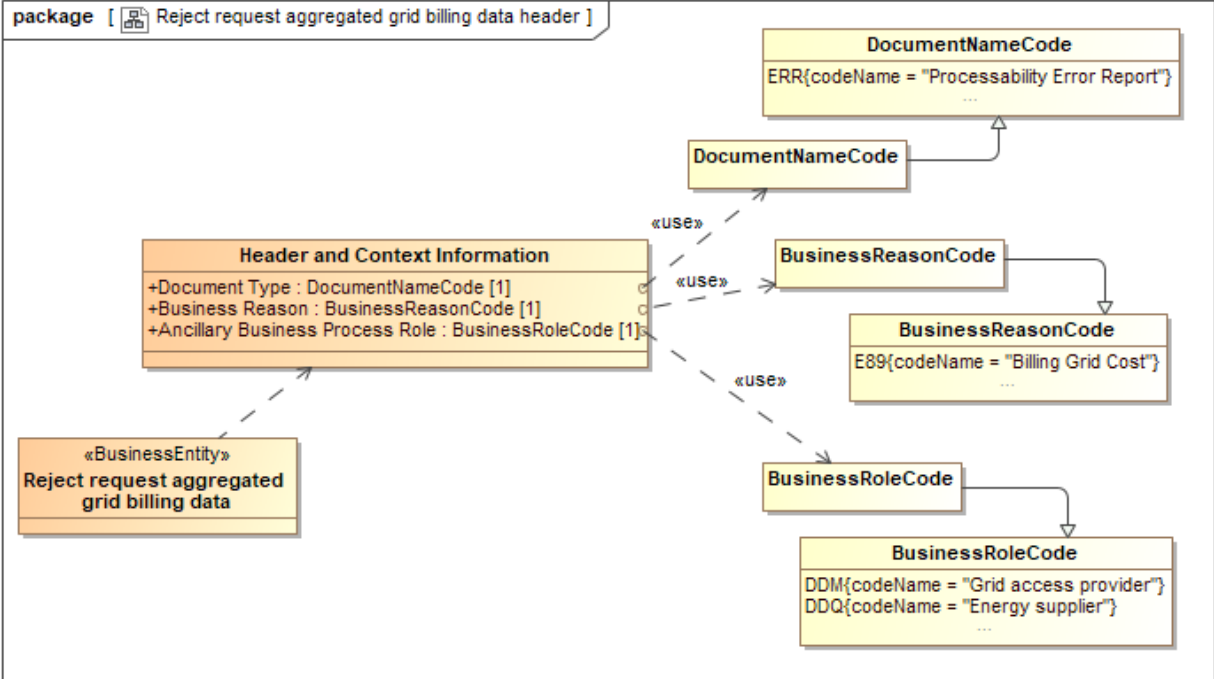 package [ Reject request aggregated grid billing data header ]
DocumentNameCode
ERR{codeName = "Processability Error Report"}
...
DocumentNameCode
«use»
Header and Context Information
+Document Type : DocumentNameCode [1]
+Business Reason : BusinessReasonCode [1]
+Ancillary Business Process Role : BusinessRoleCode [1]
«use»
BusinessReasonCode
BusinessReasonCode
E89{codeName = "Billing Grid Cost"}
...
«use»
«BusinessEntity»
Reject request aggregated
grid billing data
BusinessRoleCode
BusinessRoleCode
DDM{codeName = "Grid access provider"}
DDQ{codeName = "Energy supplier"}
...